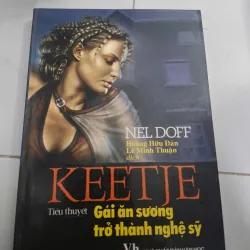 NEL DOFF
Hoàng Hữu Đản
Lê Minh Thuận
dịch
KEETJE
Tiểu thuyết
Gái ăn sương
trở thành nghệ sỹ
Vh